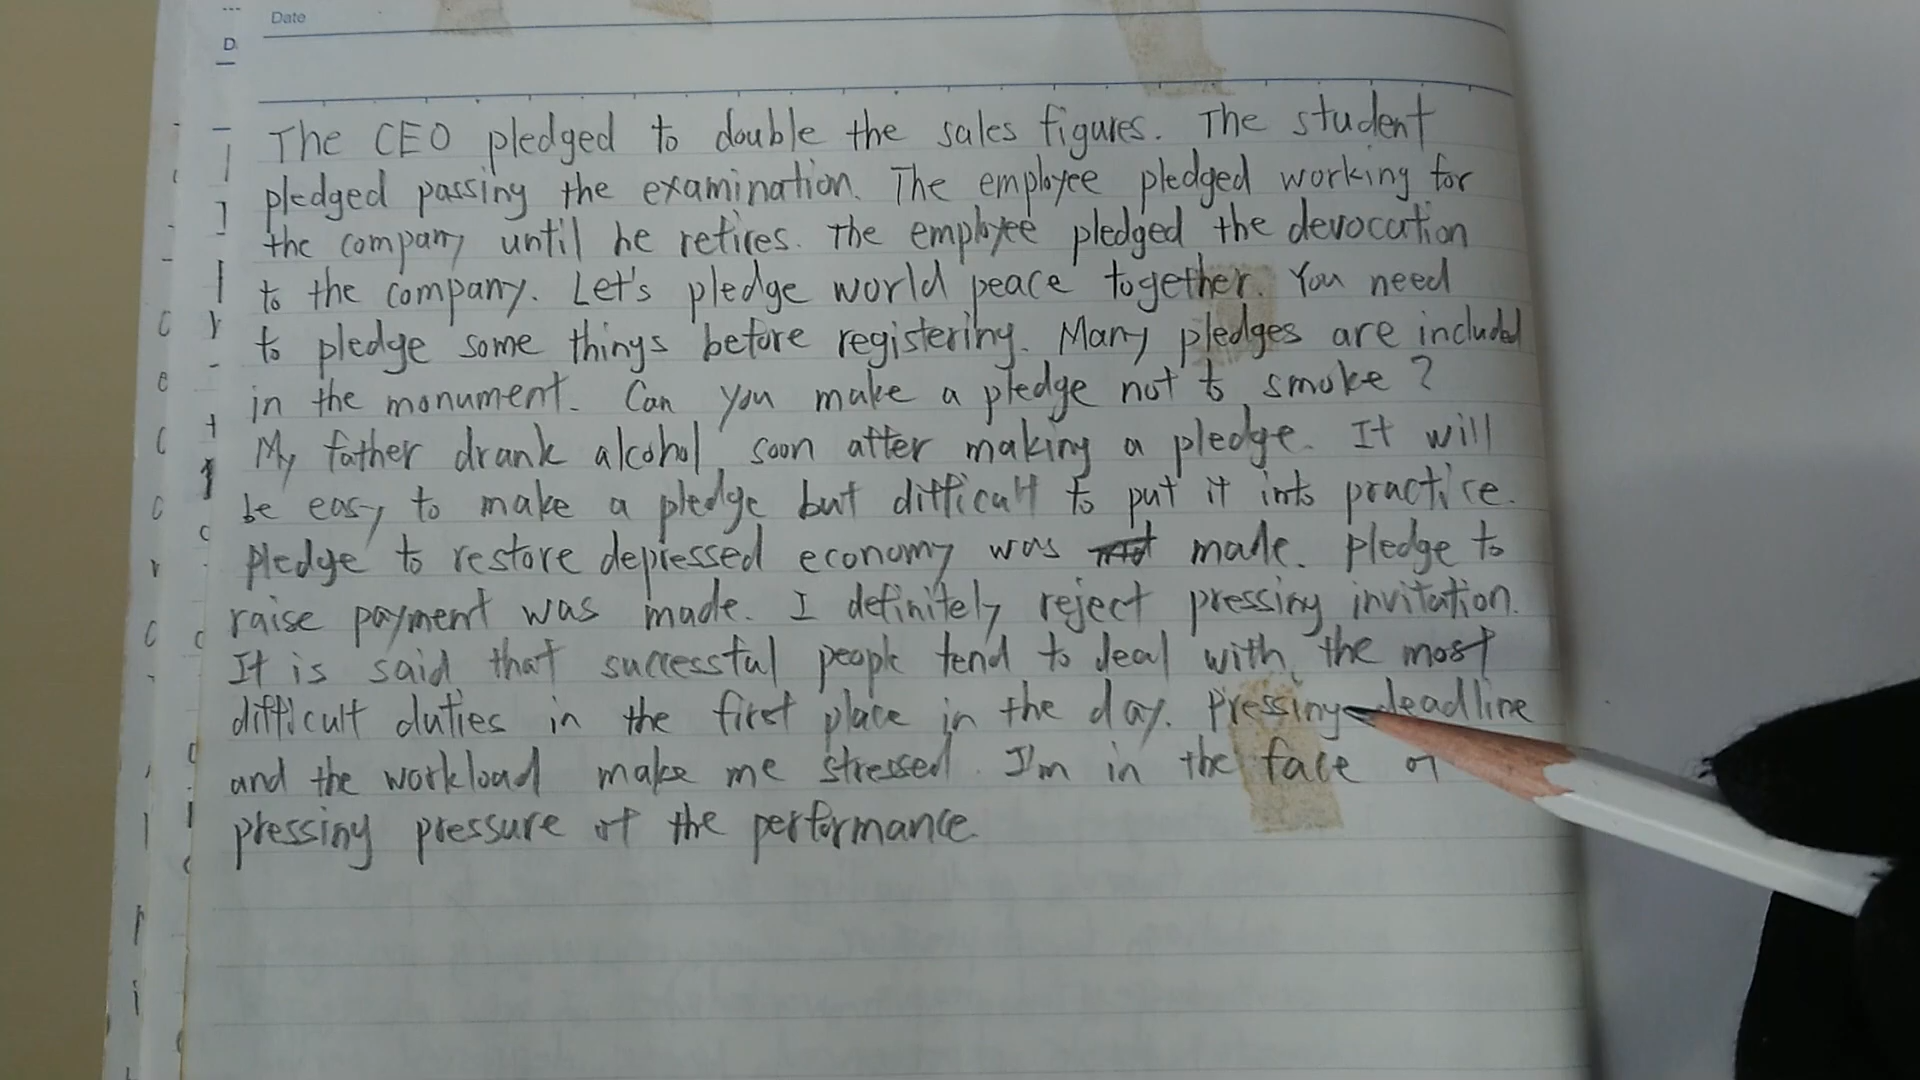 Date
D
The CEO pledged to double the sales figures. The student
pledged passing the examination. The employee pledged working for
the company until he retires. The employee pledged the devocation
to the company. Let's pledge world peace together. You need
to pledge some things before registering. Many pledges are included
in the monument. Can you make a pledge not to smoke?
My father drank alcohol soon after making a pledge. It will
be easy to make a pledge but difficult to put it into practice.
Pledge to restore depressed economy was made. Pledge to
raise payment was made. I definitely reject pressing invitation.
It is said that successful people tend to deal with the most
difficult duties in the first place in the day. Pressing deadline
and the workload make me stressed. I'm in the face of
pressing pressure of the performance.